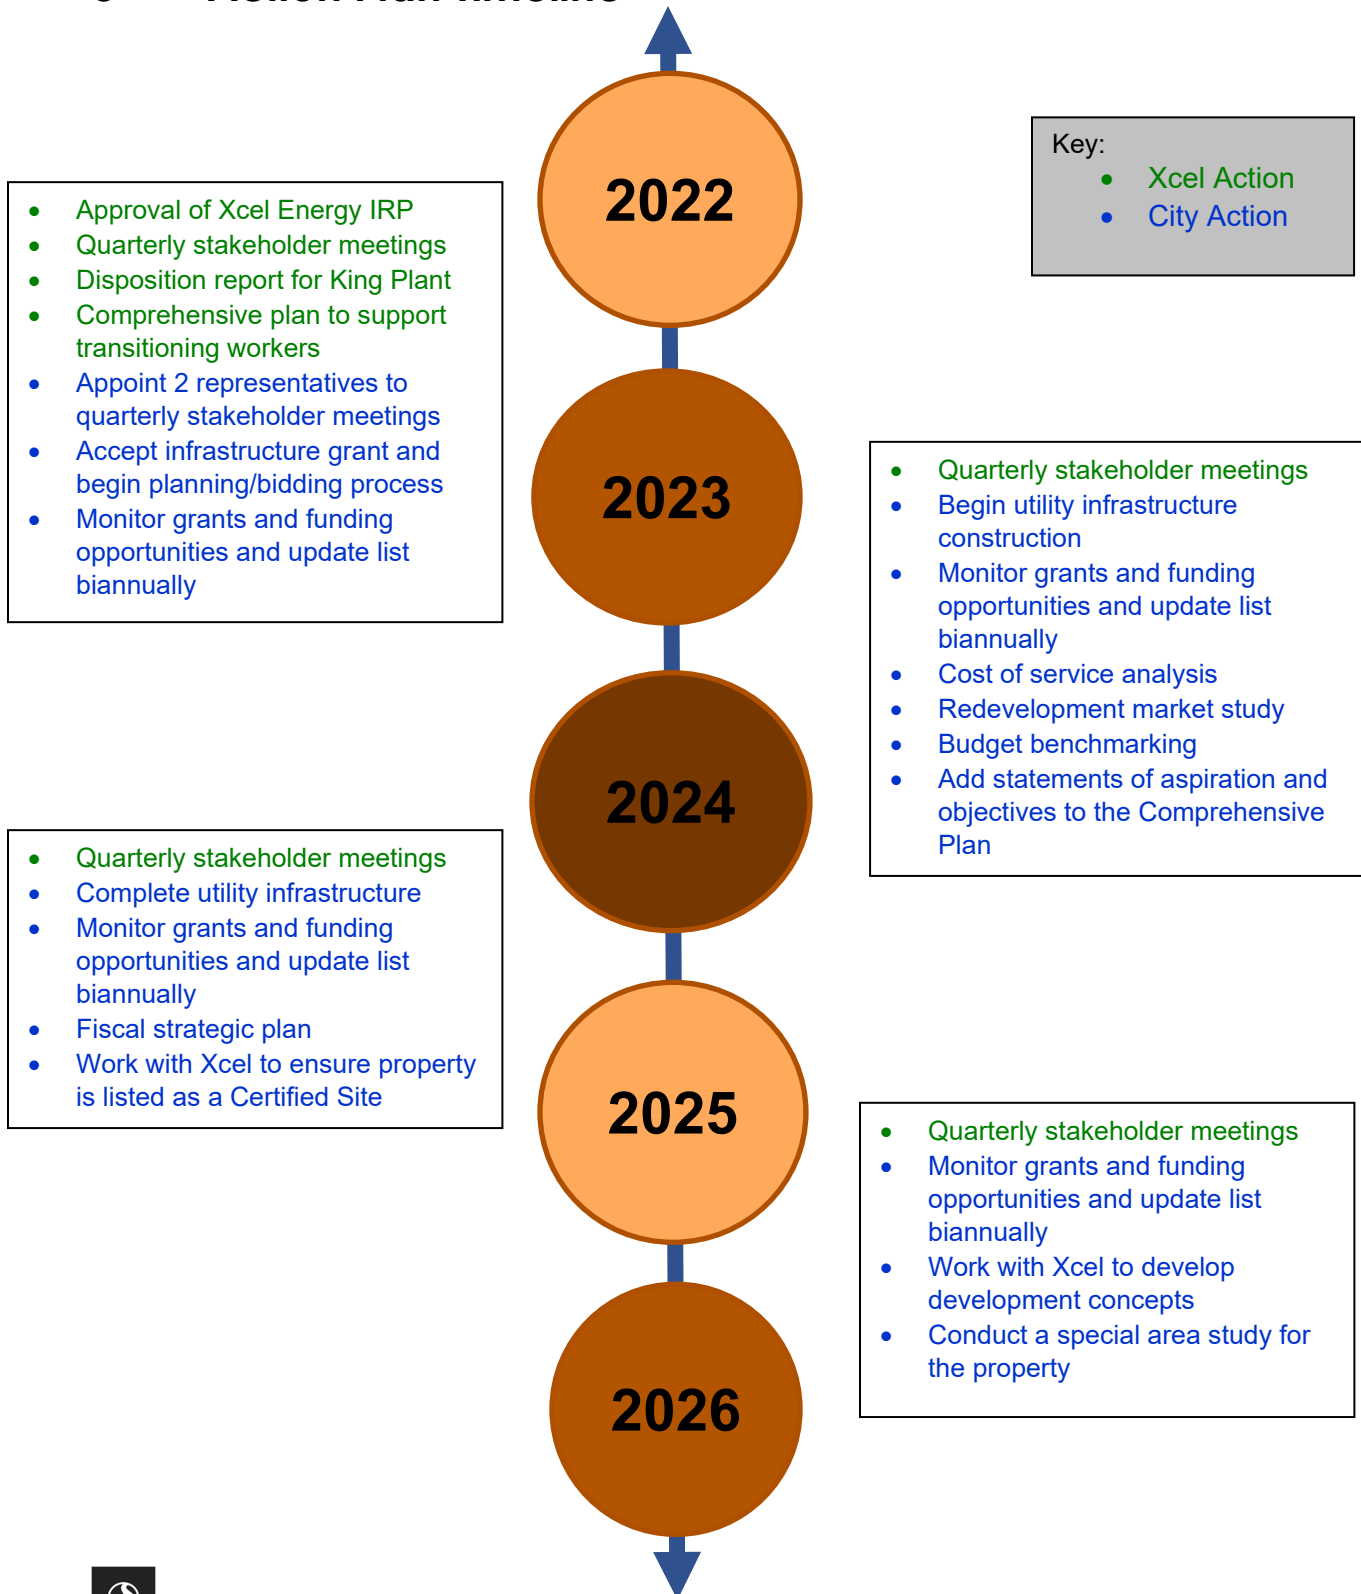 Action Plan timeline
2022
Key:
• Xcel Action
• City Action
• Approval of Xcel Energy IRP
• Quarterly stakeholder meetings
• Disposition report for King Plant
• Comprehensive plan to support
transitioning workers
• Appoint 2 representatives to
quarterly stakeholder meetings
• Accept infrastructure grant and
begin planning/bidding process
• Monitor grants and funding
opportunities and update list
biannually
2023
• Quarterly stakeholder meetings
• Begin utility infrastructure
construction
• Monitor grants and funding
opportunities and update list
biannually
• Cost of service analysis
• Redevelopment market study
• Budget benchmarking
• Add statements of aspiration and
objectives to the Comprehensive
Plan
2024
• Quarterly stakeholder meetings
• Complete utility infrastructure
• Monitor grants and funding
opportunities and update list
biannually
• Fiscal strategic plan
• Work with Xcel to ensure property
is listed as a Certified Site
2025
• Quarterly stakeholder meetings
• Monitor grants and funding
opportunities and update list
biannually
• Work with Xcel to develop
development concepts
• Conduct a special area study for
the property
2026